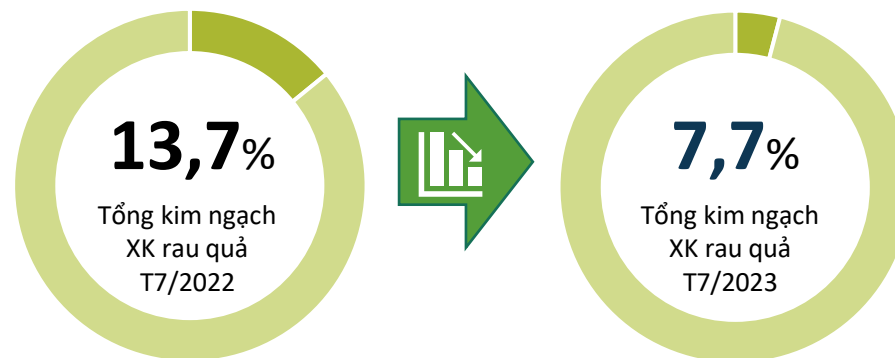 13,7%
Tổng kim ngạch
XK rau quả
T7/2022
7,7%
Tổng kim ngạch
XK rau quả
T7/2023